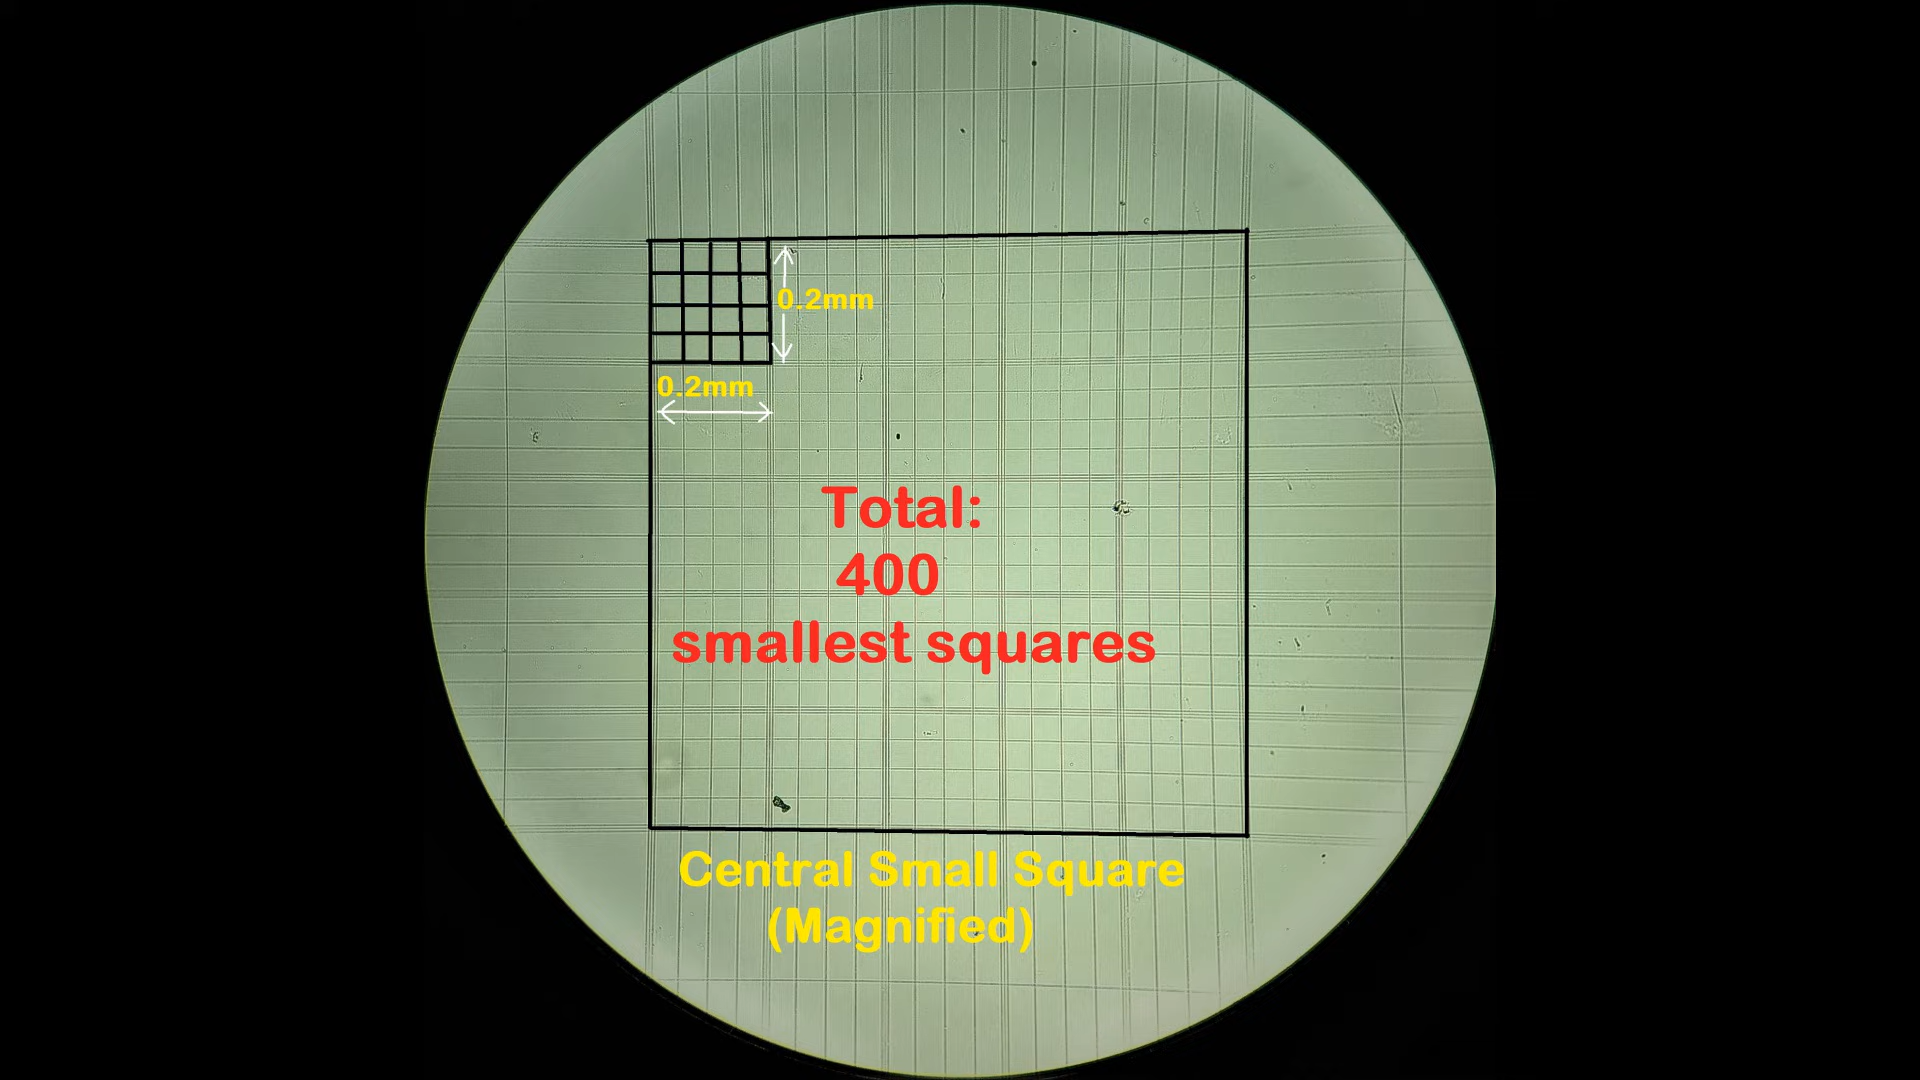 0.2mm
0.2mm
Total:
400
smallest squares
Central Small Square
(Magnified)